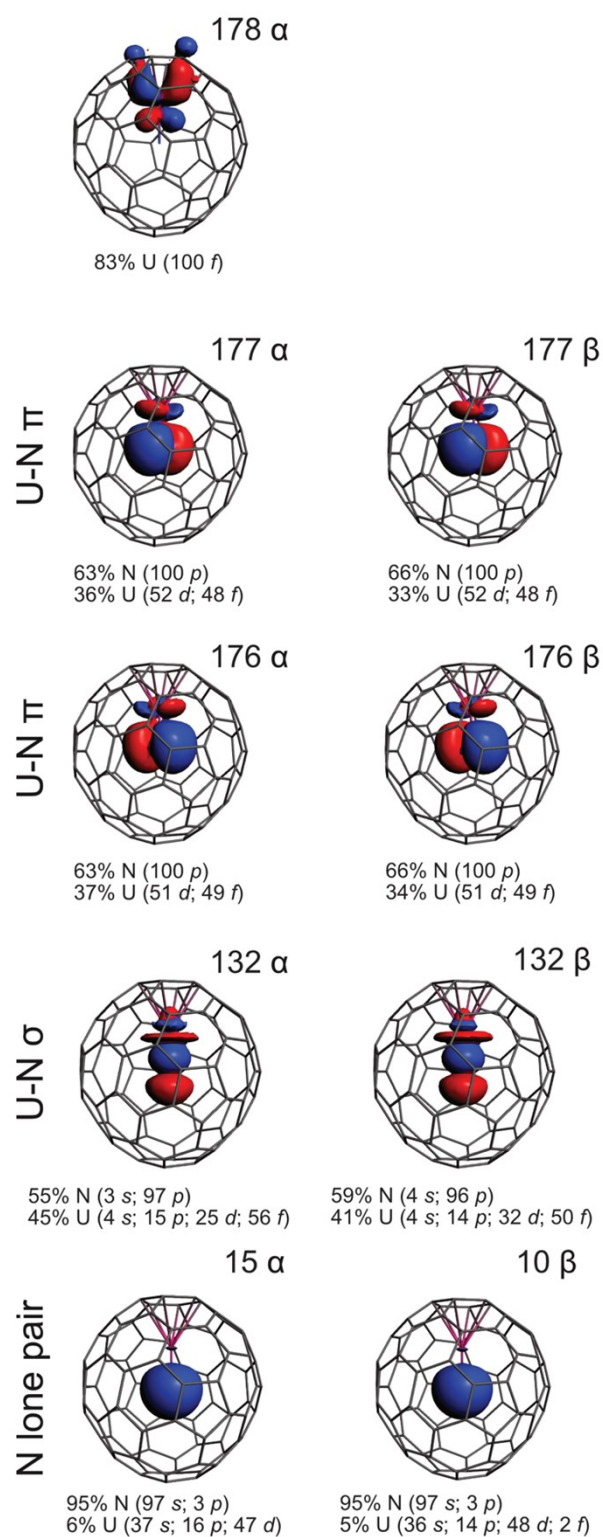 178 α
83% U (100 f)
177 α
177 β
U-N π
63% N (100 p)
36% U (52 d; 48 f)
66% N (100 p)
33% U (52 d; 48 f)
176 α
176 β
U-N π
63% N (100 p)
37% U (51 d; 49 f)
66% N (100 p)
34% U (51 d; 49 f)
132 α
132 β
U-N σ
55% N (3 s; 97 p)
45% U (4 s; 15 p; 25 d; 56 f)
59% N (4 s; 96 p)
41% U (4 s; 14 p; 32 d; 50 f)
15 α
10 β
N lone pair
95% N (97 s; 3 p)
6% U (37 s; 16 p; 47 d)
95% N (97 s; 3 p)
5% U (36 s; 14 p; 48 d; 2 f)